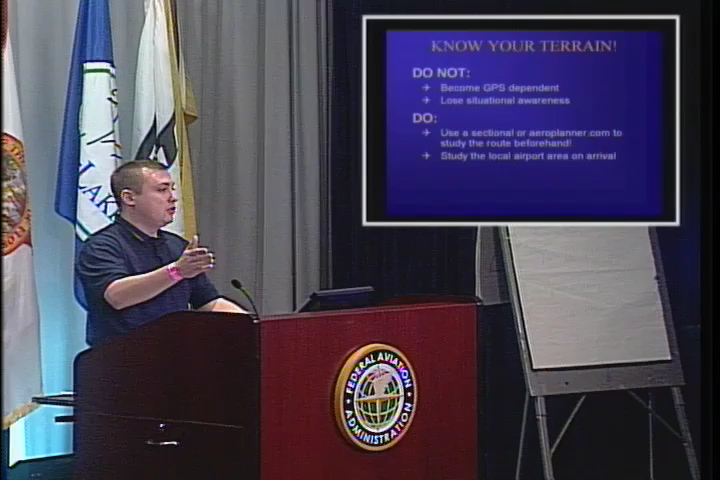 KNOW YOUR TERRAIN!
DO NOT:
Become GPS dependent
Lose situational awareness
DO:
Use a sectional or aeroplanner.com to
study the route beforehand!
Study the local airport area on arrival
LAKE
FEDERAL AVIATION
ADMINISTRATION